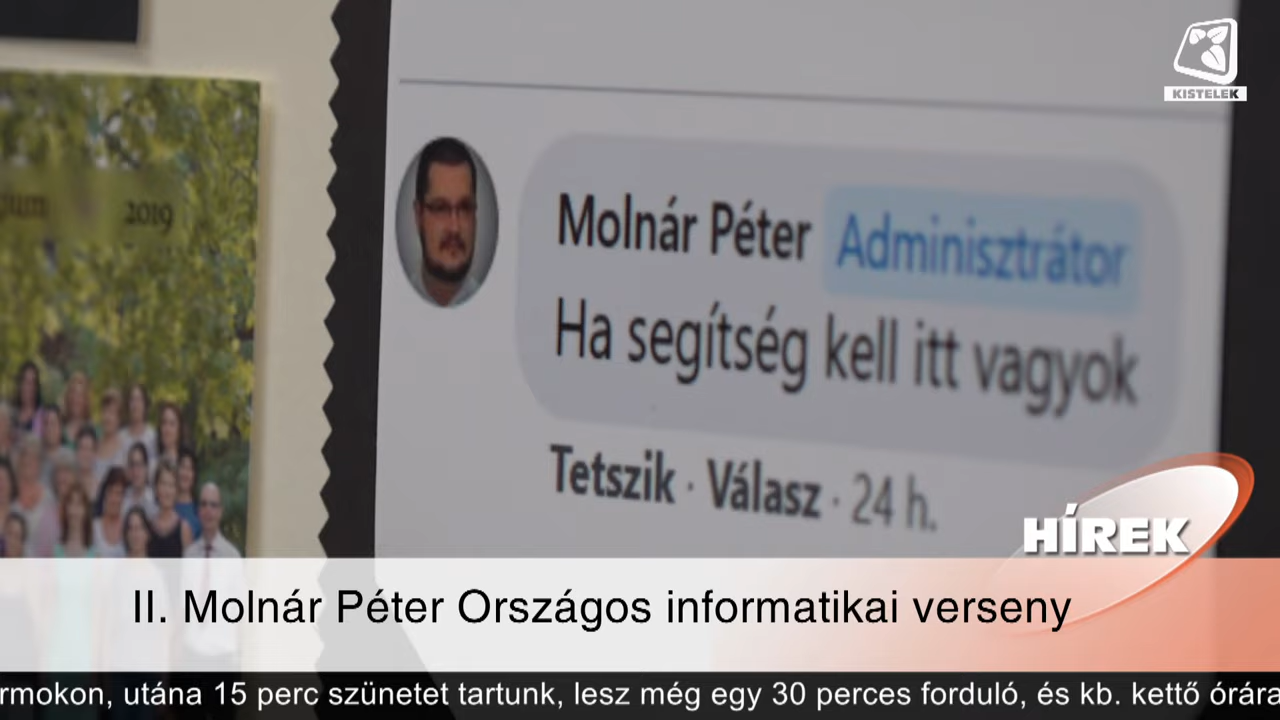 KISTELEK
2019
Molnár Péter Adminisztrátor
Ha segítség kell itt vagyok
Tetszik · Válasz · 24 h.
HÍREK
II. Molnár Péter Országos informatikai verseny
rmokon, utána 15 perc szünetet tartunk, lesz még egy 30 perces forduló, és kb. kettő órára